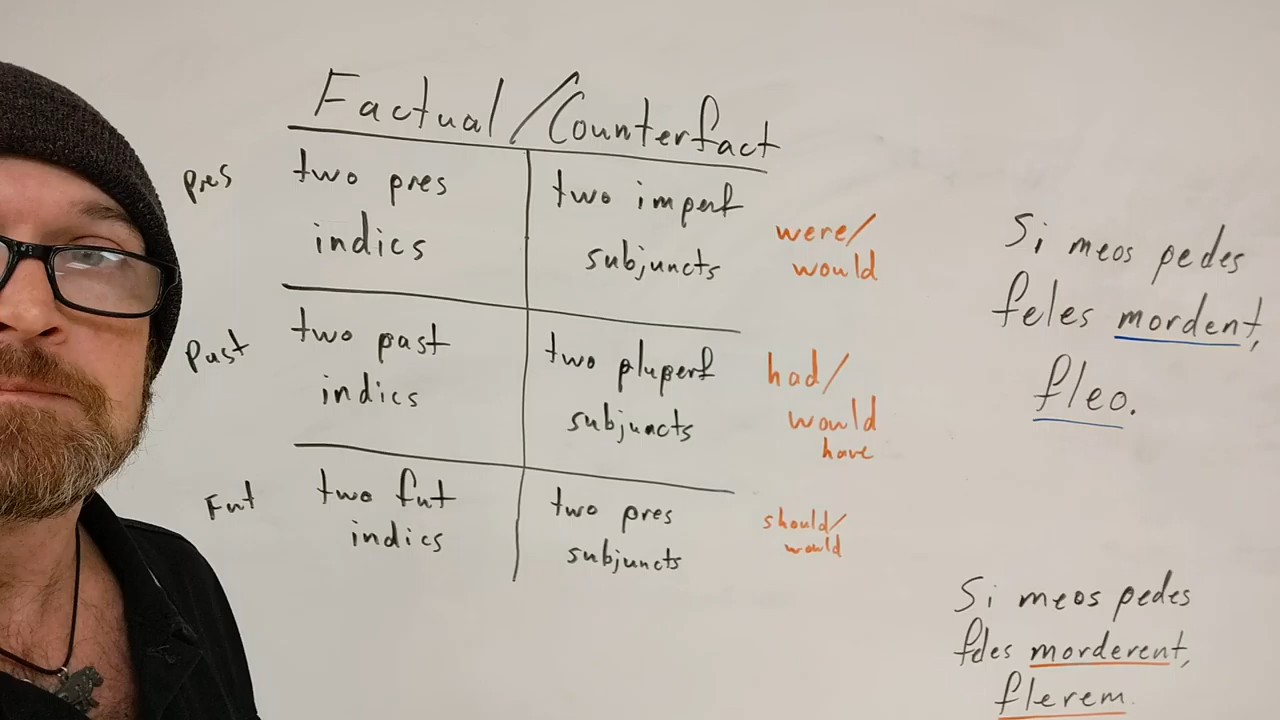 Factual/Counterfact
pres
two pres
indics
two imperf
subjuncts
were/
would
Past
two past
indics
two pluperf
subjuncts
had/
would
have
Fut
two fut
indics
two pres
subjuncts
should/
would
Si meos pedes
feles mordent,
fleo.
Si meos pedes
feles morderent,
flerem.